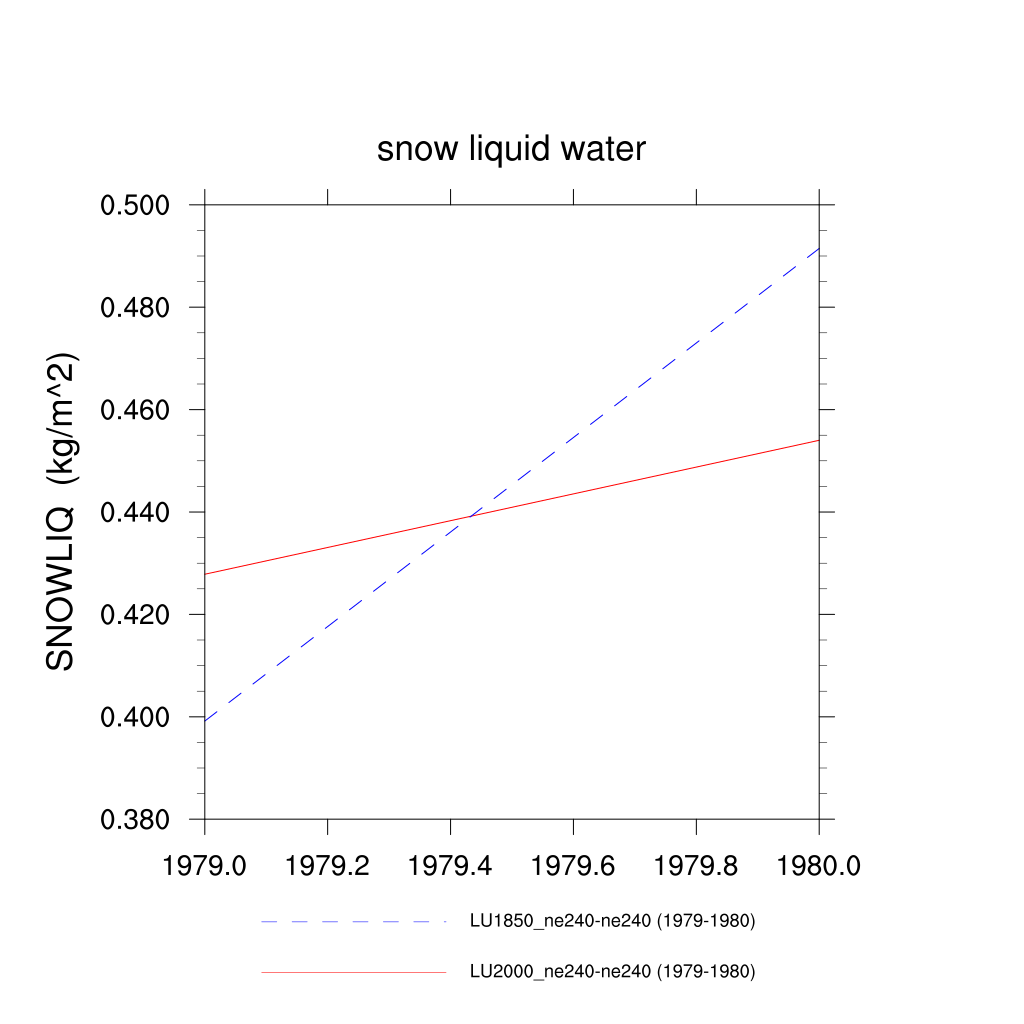 snow liquid water
SNOWLIQ (kg/m^2)
0.500
0.480
0.460
0.440
0.420
0.400
0.380
1979.0 1979.2 1979.4 1979.6 1979.8 1980.0
LU1850_ne240-ne240 (1979-1980)
LU2000_ne240-ne240 (1979-1980)